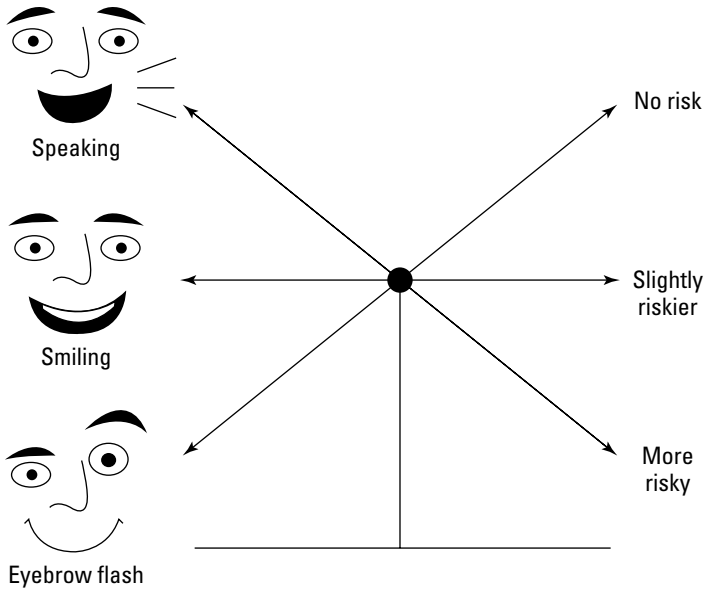 Speaking
No risk
Smiling
Slightly
riskier
Eyebrow flash
More
risky